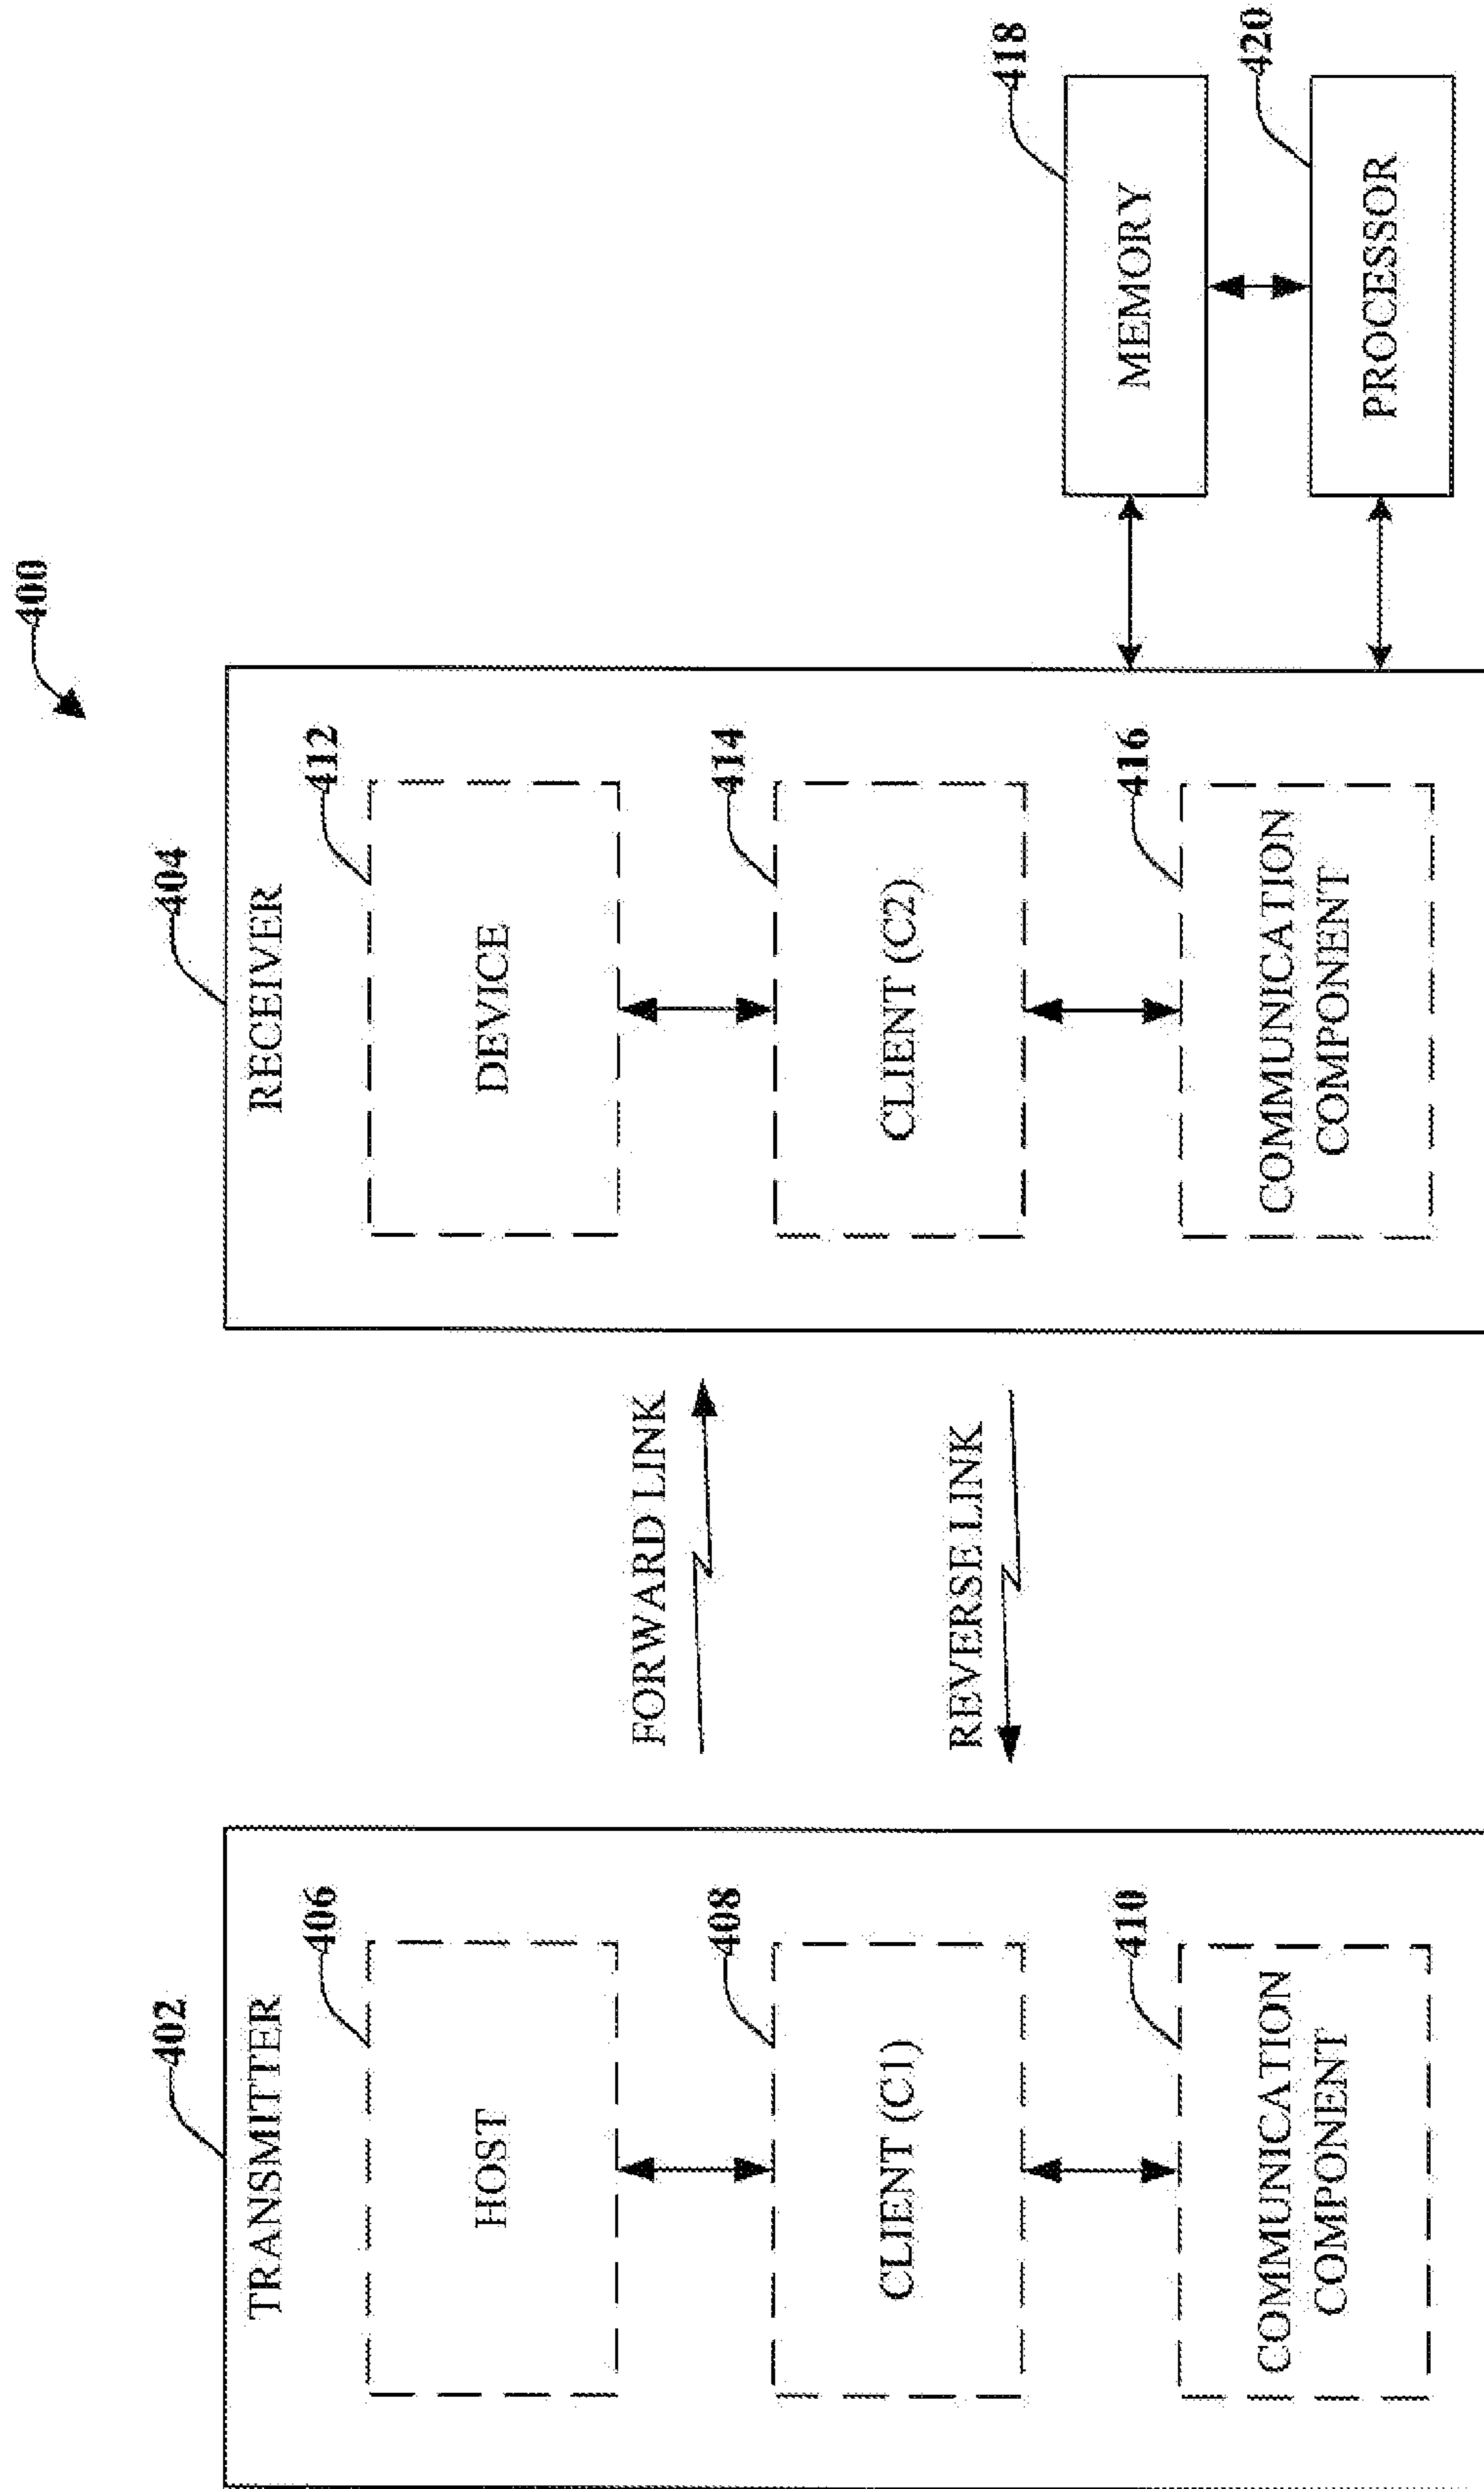 400
402
TRANSMITTER
406
HOST
408
CLIENT (C1)
410
COMMUNICATION
COMPONENT
FORWARD LINK
REVERSE LINK
404
RECEIVER
412
DEVICE
414
CLIENT (C2)
416
COMMUNICATION
COMPONENT
418
MEMORY
420
PROCESSOR